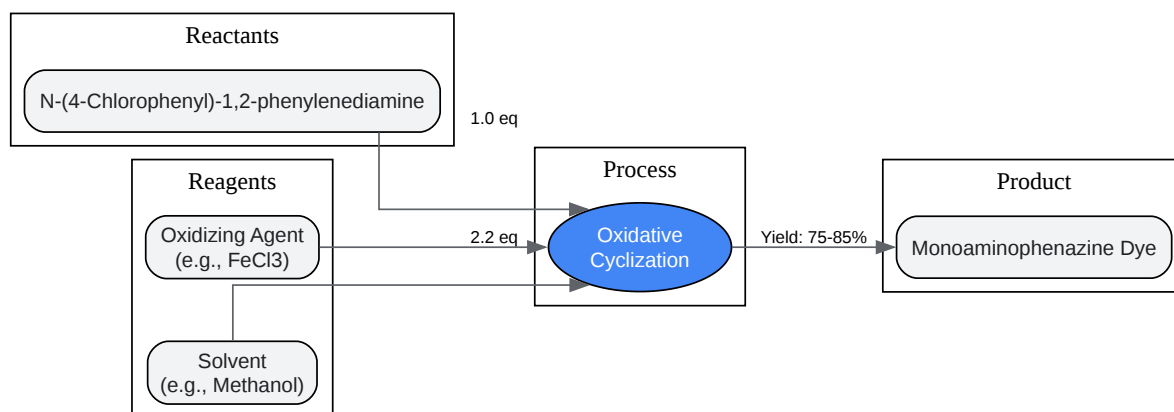 Reactants
N-(4-Chlorophenyl)-1,2-phenylenediamine
1.0 eq
Reagents
Oxidizing Agent
(e.g., FeCl3)
2.2 eq
Solvent
(e.g., Methanol)
Process
Oxidative
Cyclization
Yield: 75-85%
Product
Monoaminophenazine Dye